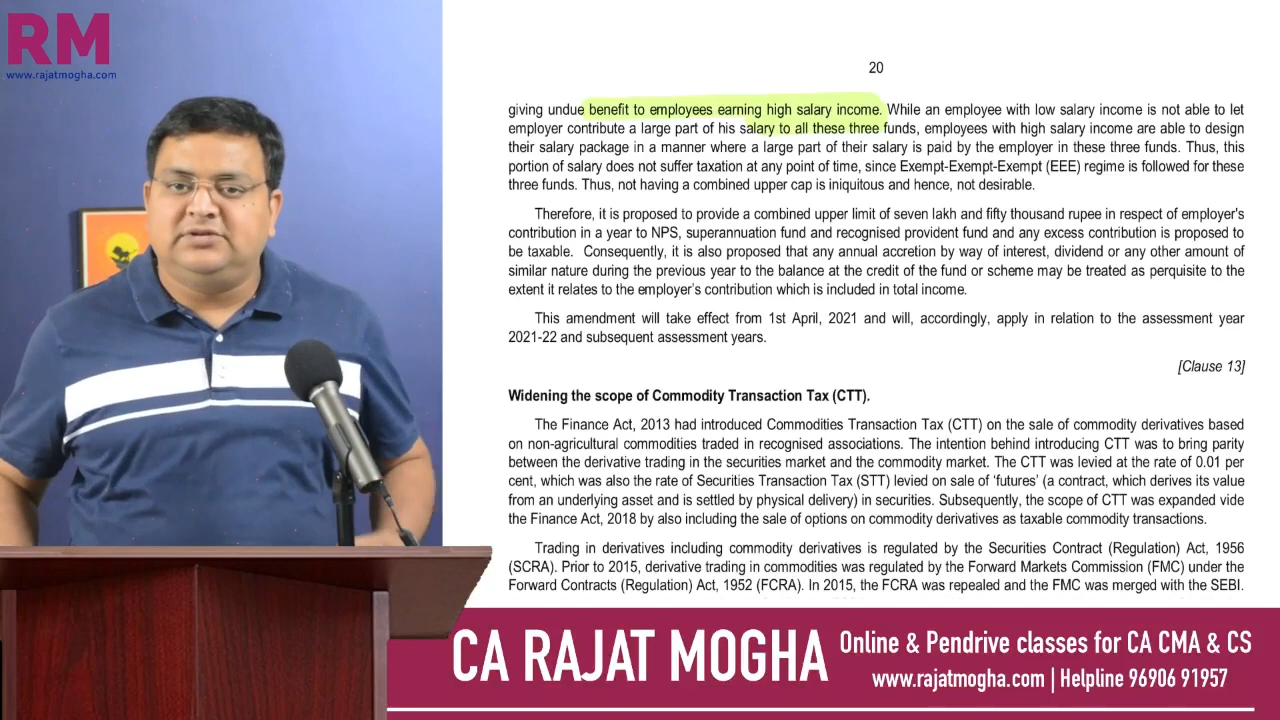 RM
www.rajatmogha.com
20
giving undue benefit to employees earning high salary income. While an employee with low salary income is not able to let
employer contribute a large part of his salary to all these three funds, employees with high salary income are able to design
their salary package in a manner where a large part of their salary is paid by the employer in these three funds. Thus, this
portion of salary does not suffer taxation at any point of time, since Exempt-Exempt-Exempt (EEE) regime is followed for these
three funds. Thus, not having a combined upper cap is iniquitous and hence, not desirable.
Therefore, it is proposed to provide a combined upper limit of seven lakh and fifty thousand rupee in respect of employer's
contribution in a year to NPS, superannuation fund and recognised provident fund and any excess contribution is proposed to
be taxable. Consequently, it is also proposed that any annual accretion by way of interest, dividend or any other amount of
similar nature during the previous year to the balance at the credit of the fund or scheme may be treated as perquisite to the
extent it relates to the employer's contribution which is included in total income.
This amendment will take effect from 1st April, 2021 and will, accordingly, apply in relation to the assessment year
2021-22 and subsequent assessment years.
[Clause 13]
Widening the scope of Commodity Transaction Tax (CTT).
The Finance Act, 2013 had introduced Commodities Transaction Tax (CTT) on the sale of commodity derivatives based
on non-agricultural commodities traded in recognised associations. The intention behind introducing CTT was to bring parity
between the derivative trading in the securities market and the commodity market. The CTT was levied at the rate of 0.01 per
cent, which was also the rate of Securities Transaction Tax (STT) levied on sale of 'futures' (a contract, which derives its value
from an underlying asset and is settled by physical delivery) in securities. Subsequently, the scope of CTT was expanded vide
the Finance Act, 2018 by also including the sale of options on commodity derivatives as taxable commodity transactions.
Trading in derivatives including commodity derivatives is regulated by the Securities Contract (Regulation) Act, 1956
(SCRA). Prior to 2015, derivative trading in commodities was regulated by the Forward Markets Commission (FMC) under the
Forward Contracts (Regulation) Act, 1952 (FCRA). In 2015, the FCRA was repealed and the FMC was merged with the SEBI.
CA RAJAT MOGHA
Online & Pendrive classes for CA CMA & CS
www.rajatmogha.com | Helpline 96906 91957